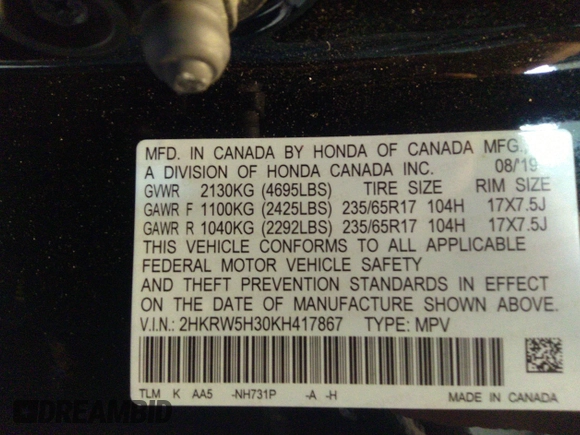 MFD. IN CANADA BY HONDA OF CANADA MFG.,
A DIVISION OF HONDA CANADA INC. 08/19
GVWR 2130KG (4695LBS) TIRE SIZE RIM SIZE
GAWR F 1100KG (2425LBS) 235/65R17 104H 17X7.5J
GAWR R 1040KG (2292LBS) 235/65R17 104H 17X7.5J
THIS VEHICLE CONFORMS TO ALL APPLICABLE
FEDERAL MOTOR VEHICLE SAFETY
AND THEFT PREVENTION STANDARDS IN EFFECT
ON THE DATE OF MANUFACTURE SHOWN ABOVE.
V.I.N.: 2HKRW5H30KH417867 TYPE: MPV
TLM K AA5 -NH731P -A -H MADE IN CANADA
DREAMBID